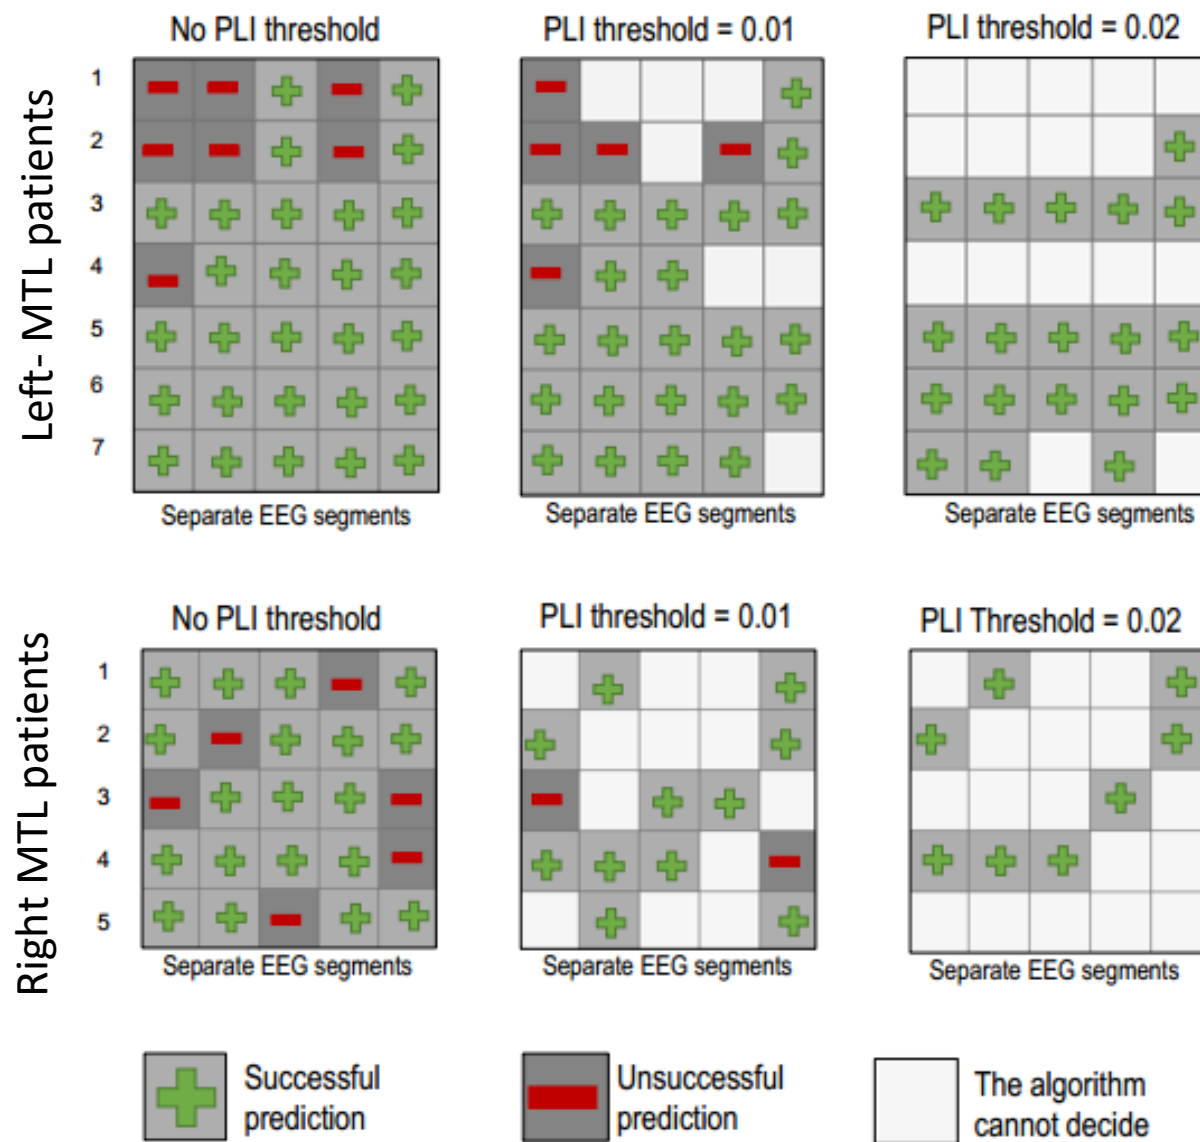 No PLI threshold
PLI threshold = 0.01
PLI threshold = 0.02
Left- MTL patients
1
2
3
4
5
6
7
Separate EEG segments
Separate EEG segments
Separate EEG segments
No PLI threshold
PLI threshold = 0.01
PLI Threshold = 0.02
Right MTL patients
1
2
3
4
5
Separate EEG segments
Separate EEG segments
Separate EEG segments
Successful
prediction
Unsuccessful
prediction
The algorithm
cannot decide